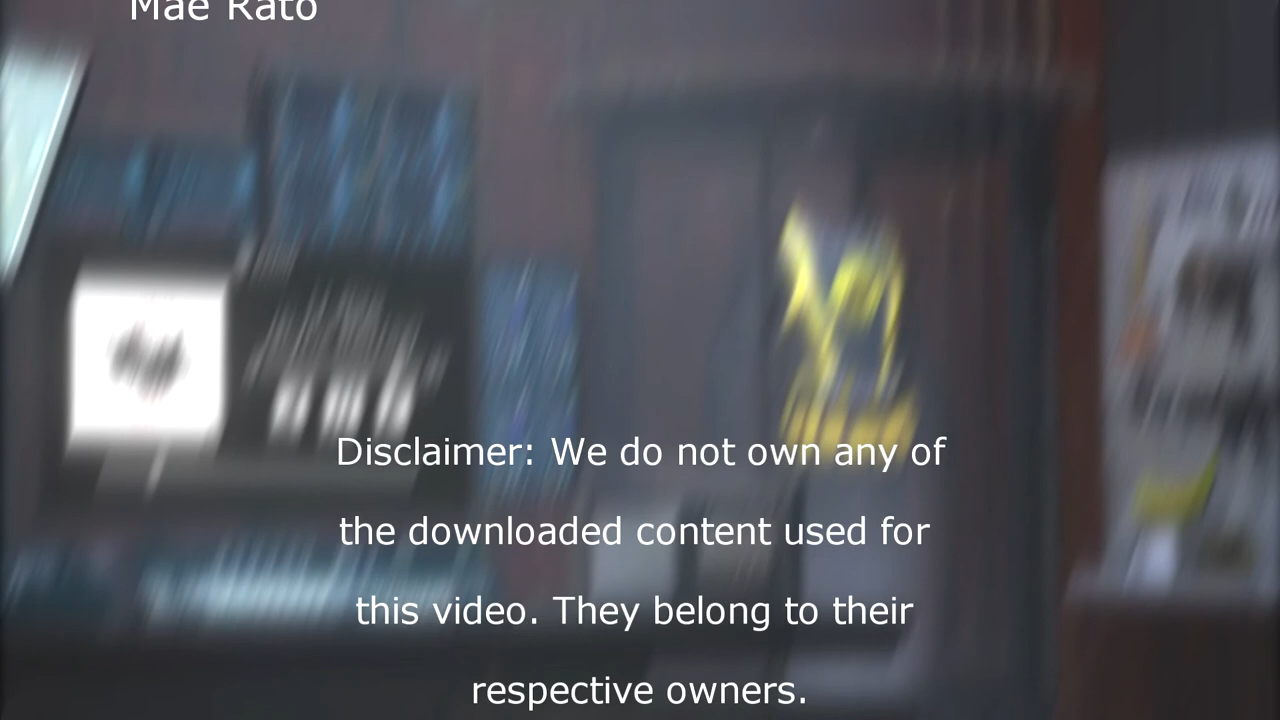 Mae Rato
Disclaimer: We do not own any of
the downloaded content used for
this video. They belong to their
respective owners.